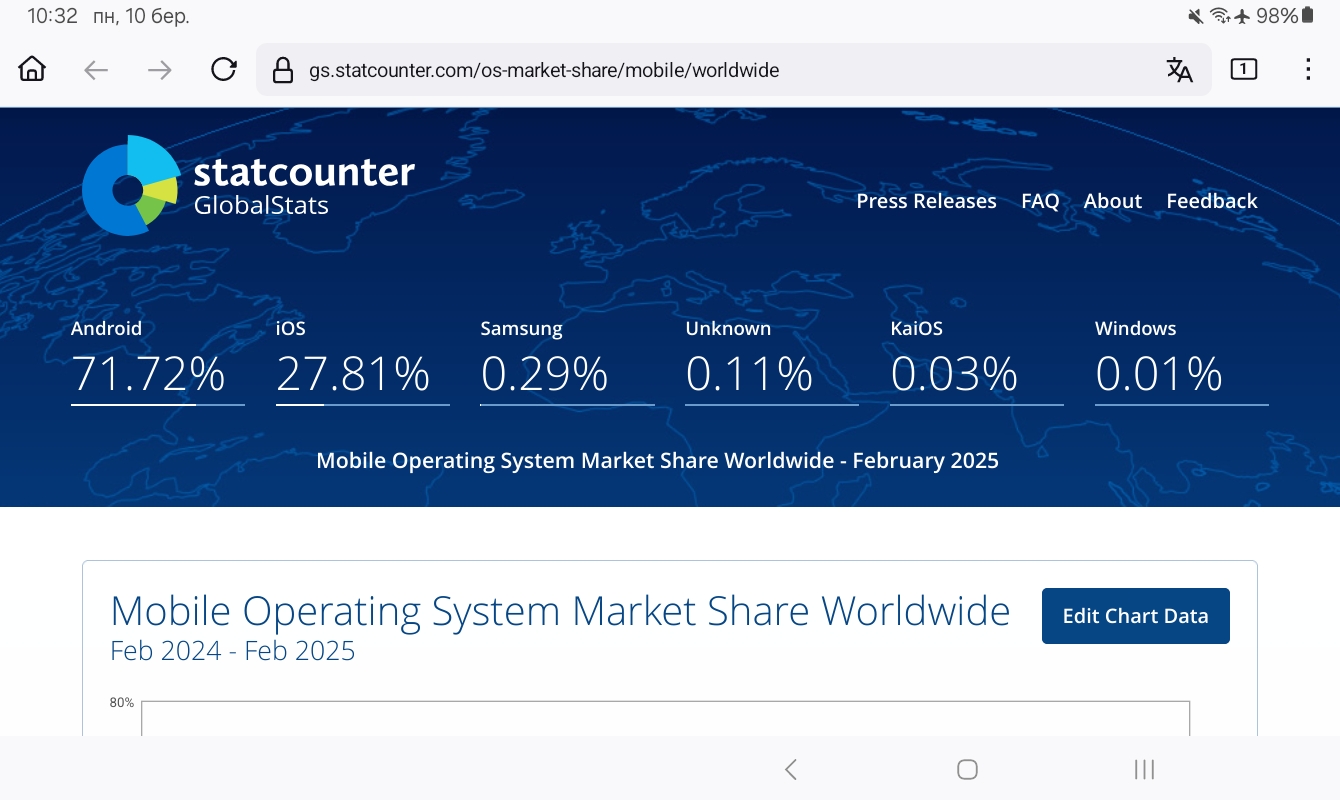 10:32 пн, 10 бер. 98%
gs.statcounter.com/os-market-share/mobile/worldwide 1
statcounter
GlobalStats
Press Releases FAQ About Feedback
Android iOS Samsung Unknown KaiOS Windows
71.72% 27.81% 0.29% 0.11% 0.03% 0.01%
Mobile Operating System Market Share Worldwide - February 2025
Mobile Operating System Market Share Worldwide
Edit Chart Data
Feb 2024 - Feb 2025
80%